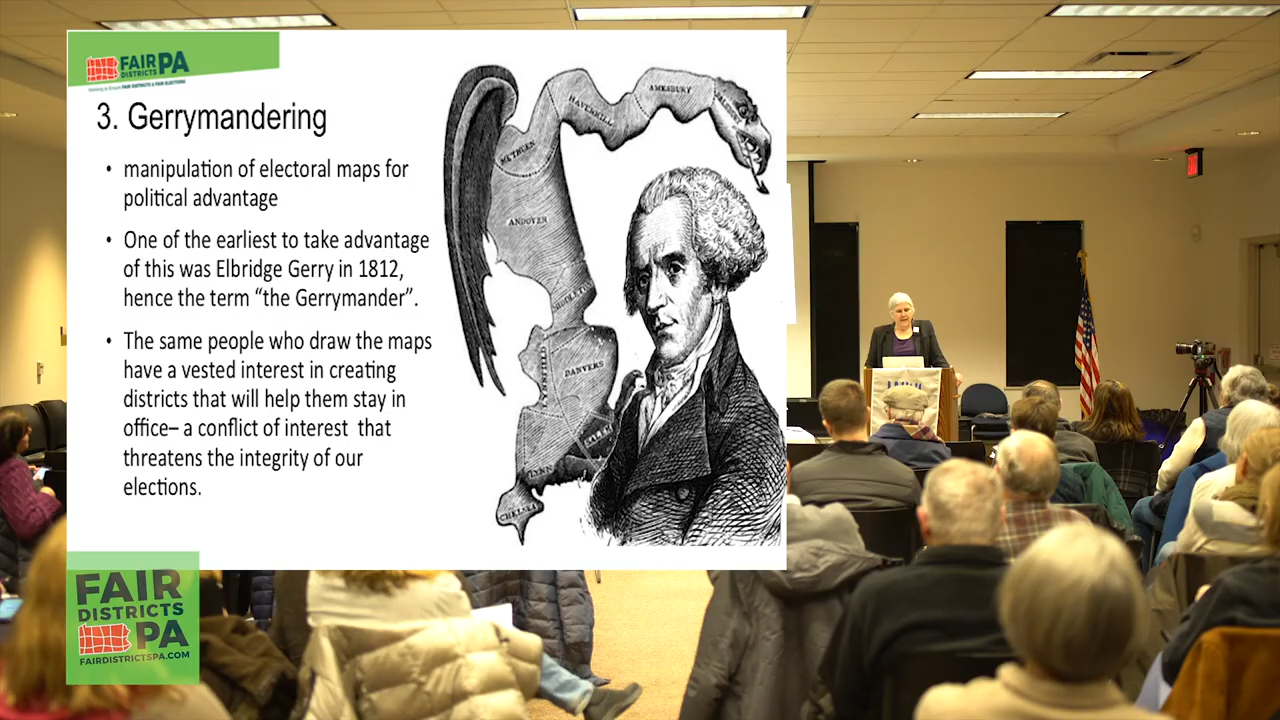 FAIR
DISTRICTS
PA
3. Gerrymandering
• manipulation of electoral maps for
political advantage
• One of the earliest to take advantage
of this was Elbridge Gerry in 1812,
hence the term “the Gerrymander”.
• The same people who draw the maps
have a vested interest in creating
districts that will help them stay in
office– a conflict of interest that
threatens the integrity of our
elections.
AMESBURY
HAVERHILL
METHUEN
ANDOVER
MIDDLETON
DANVERS
LYNN
CHELSEA
FAIR
DISTRICTS
PA
FAIRDISTRICTSPA.COM